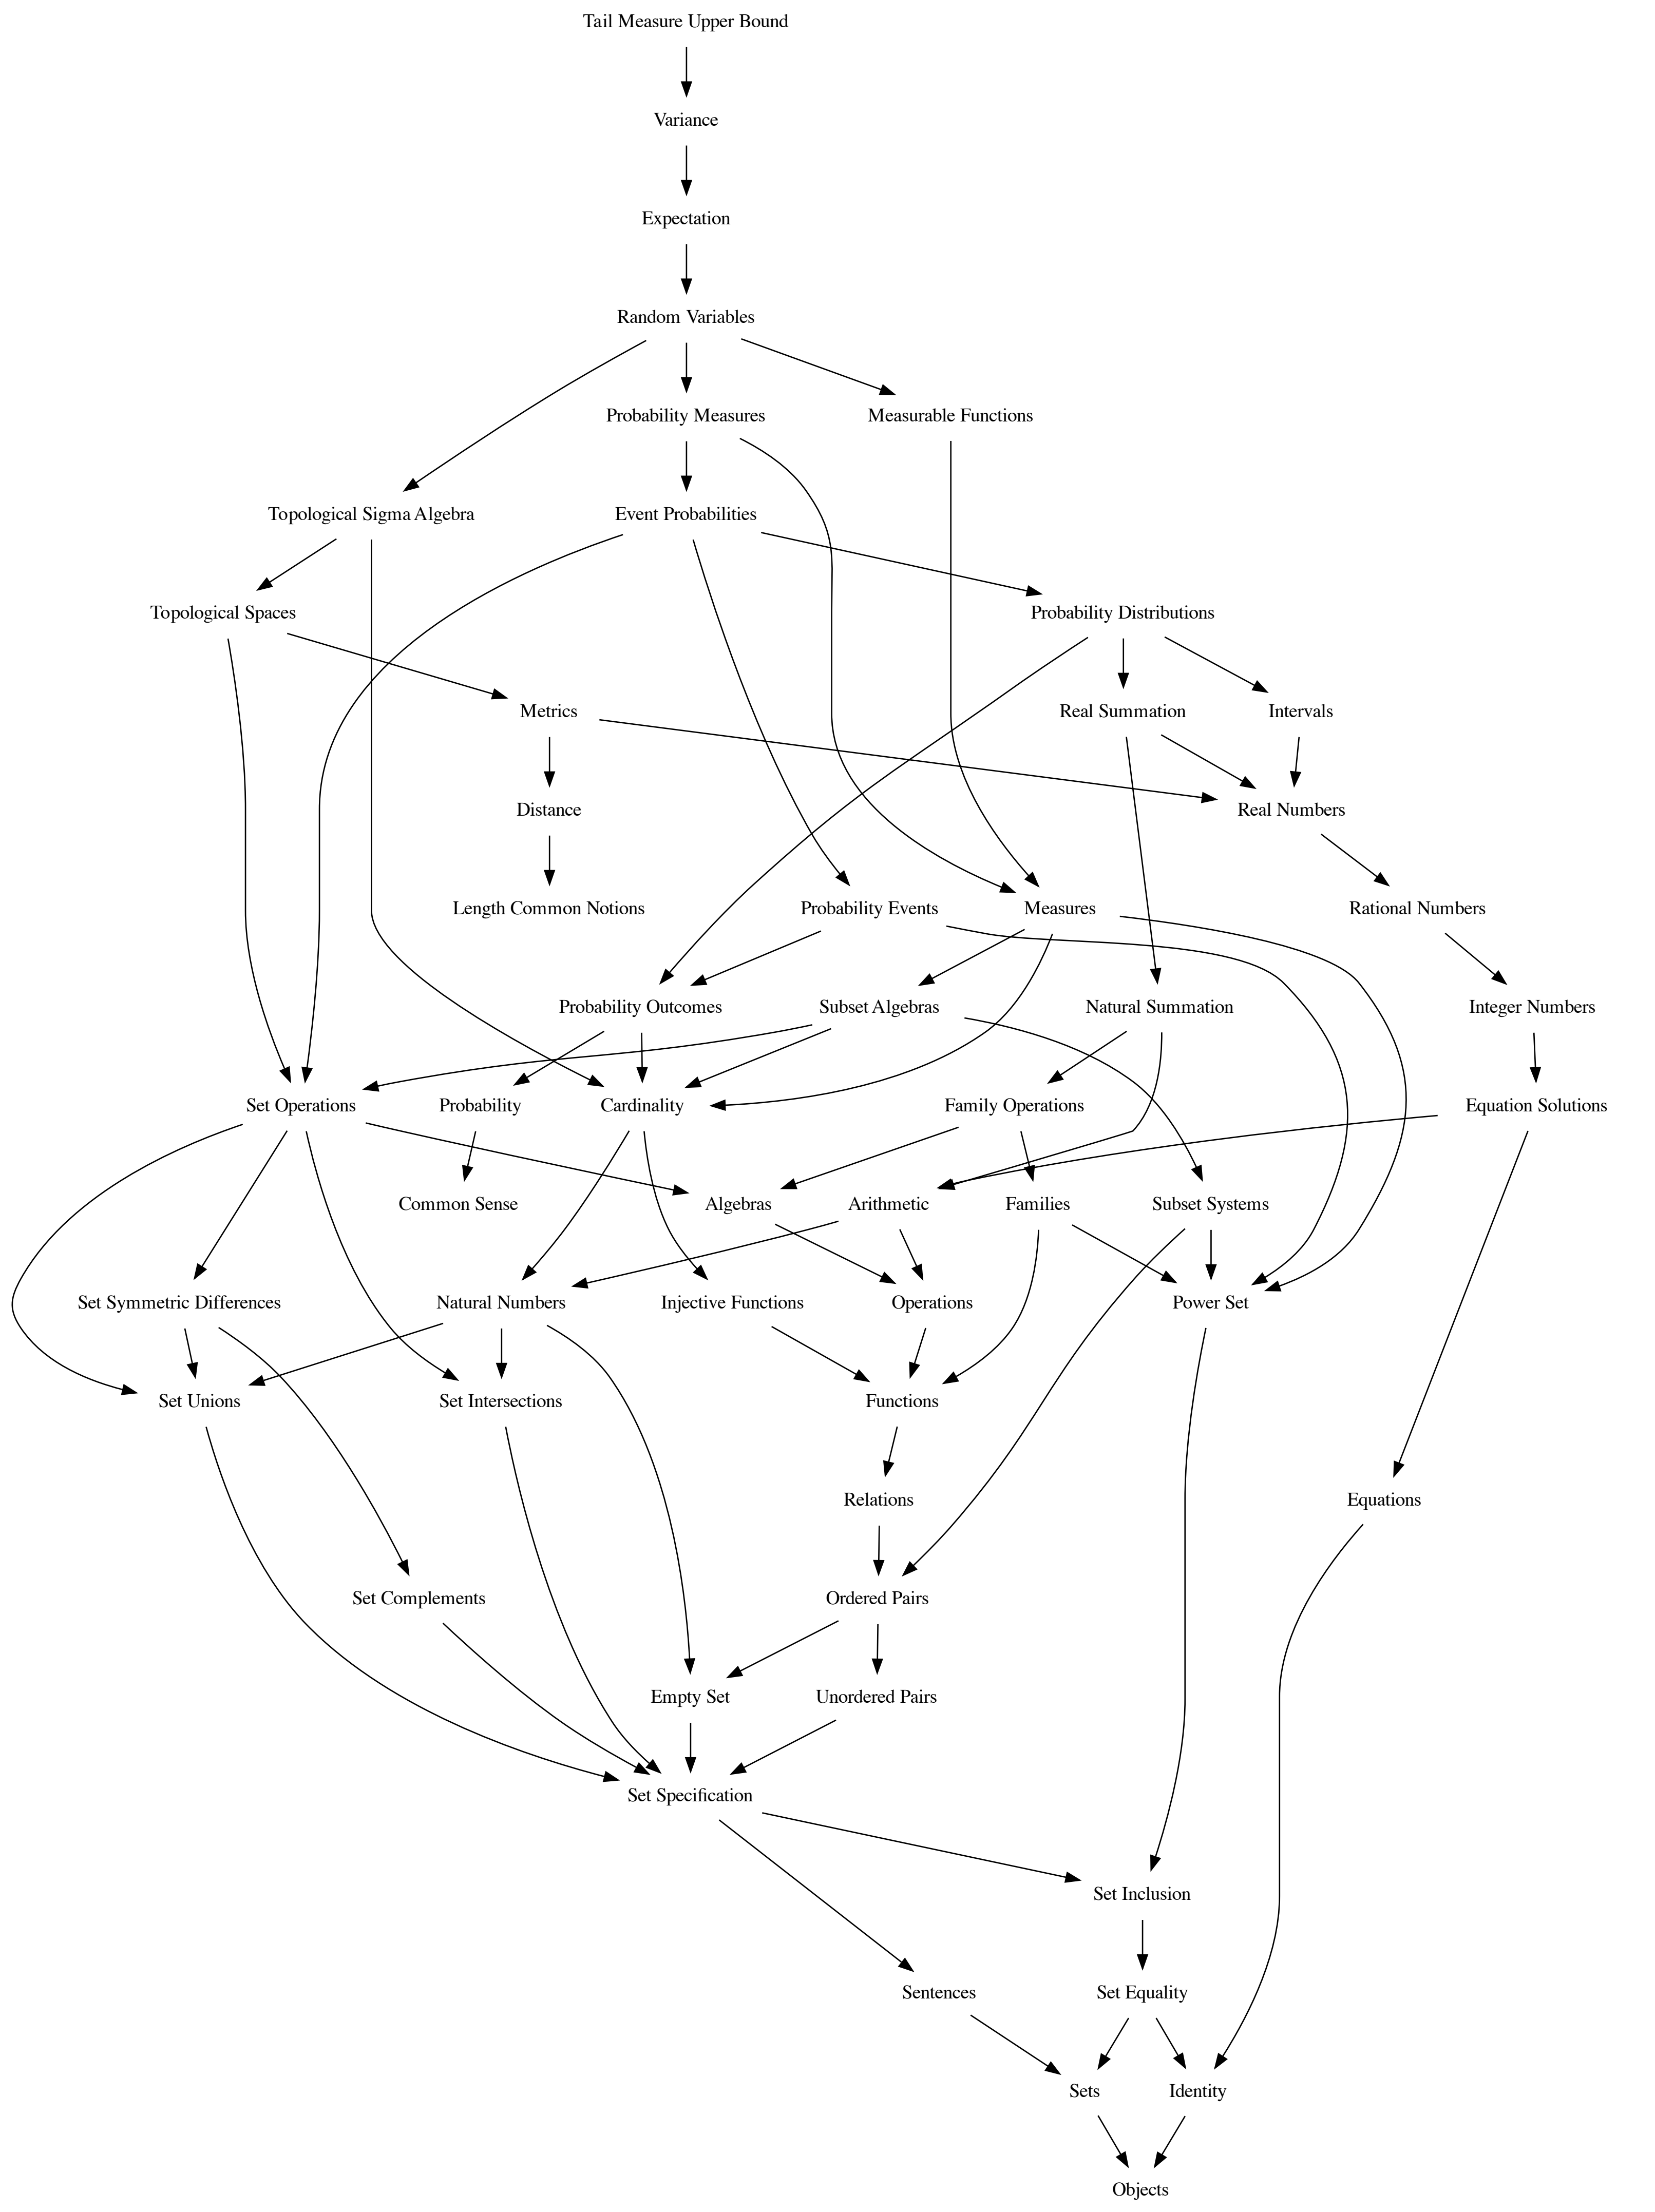 Tail Measure Upper Bound
Variance
Expectation
Random Variables
Probability Measures
Measurable Functions
Topological Sigma Algebra
Event Probabilities
Topological Spaces
Probability Distributions
Metrics
Real Summation
Intervals
Distance
Real Numbers
Length Common Notions
Probability Events
Measures
Rational Numbers
Probability Outcomes
Subset Algebras
Natural Summation
Integer Numbers
Set Operations
Probability
Cardinality
Family Operations
Equation Solutions
Common Sense
Algebras
Arithmetic
Families
Subset Systems
Set Symmetric Differences
Natural Numbers
Injective Functions
Operations
Power Set
Set Unions
Set Intersections
Functions
Relations
Equations
Set Complements
Ordered Pairs
Empty Set
Unordered Pairs
Set Specification
Set Inclusion
Sentences
Set Equality
Sets
Identity
Objects